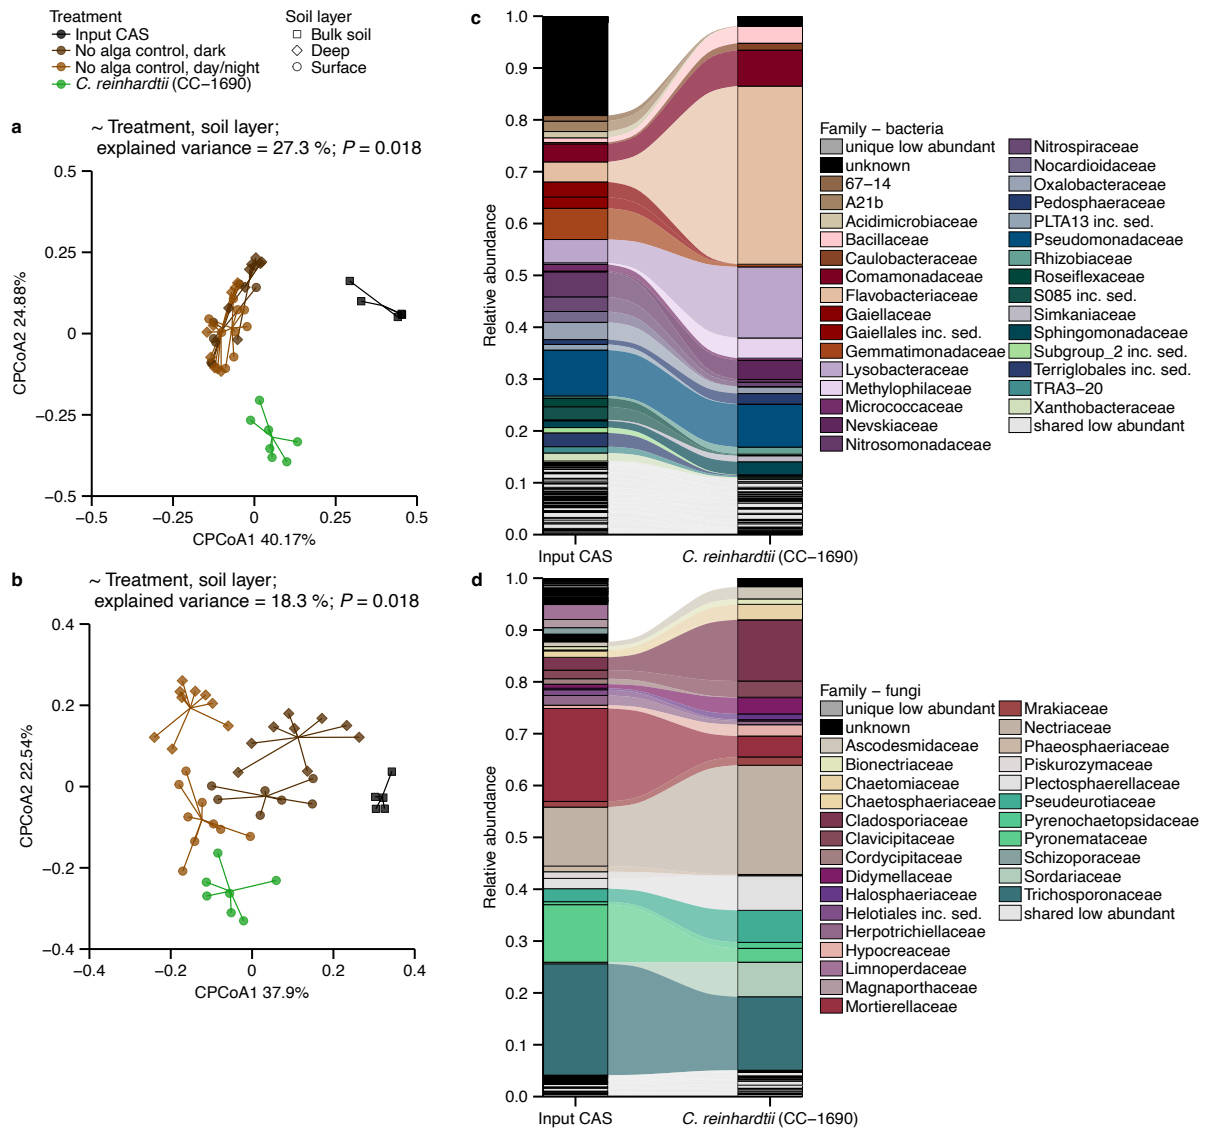 Treatment
Input CAS
No alga control, dark
No alga control, day/night
C. reinhardtii (CC−1690)
Soil layer
Bulk soil
Deep
Surface
a
~ Treatment, soil layer;
explained variance = 27.3 %; P = 0.018
0.5
0.25
0
−0.25
−0.5
CPCoA2 24.88%
−0.5
−0.25
0
0.25
0.5
CPCoA1 40.17%
b
~ Treatment, soil layer;
explained variance = 18.3 %; P = 0.018
0.4
0.2
0
−0.2
−0.4
CPCoA2 22.54%
−0.4
−0.2
0
0.2
0.4
CPCoA1 37.9%
c
1.0
0.9
0.8
0.7
0.6
0.5
0.4
0.3
0.2
0.1
0.0
Relative abundance
Input CAS
C. reinhardtii (CC−1690)
Family − bacteria
unique low abundant
unknown
67−14
A21b
Acidimicrobiaceae
Bacillaceae
Caulobacteraceae
Comamonadaceae
Flavobacteriaceae
Gaiellaceae
Gaiellales inc. sed.
Gemmatimonadaceae
Lysobacteraceae
Methylophilaceae
Micrococcaceae
Nevskiaceae
Nitrosomonadaceae
Nitrospiraceae
Nocardioidaceae
Oxalobacteraceae
Pedosphaeraceae
PLTA13 inc. sed.
Pseudomonadaceae
Rhizobiaceae
Roseiflexaceae
S085 inc. sed.
Simkaniaceae
Sphingomonadaceae
Subgroup_2 inc. sed.
Terriglobales inc. sed.
TRA3−20
Xanthobacteraceae
shared low abundant
d
1.0
0.9
0.8
0.7
0.6
0.5
0.4
0.3
0.2
0.1
0.0
Relative abundance
Input CAS
C. reinhardtii (CC−1690)
Family − fungi
unique low abundant
unknown
Ascodesmidaceae
Bionectriaceae
Chaetomiaceae
Chaetosphaeriaceae
Cladosporiaceae
Clavicipitaceae
Cordycipitaceae
Didymellaceae
Halosphaeriaceae
Helotiales inc. sed.
Herpotrichiellaceae
Hypocreaceae
Limnoperdaceae
Magnaporthaceae
Mortierellaceae
Mrakiaceae
Nectriaceae
Phaeosphaeriaceae
Piskurozymaceae
Plectosphaerellaceae
Pseudeurotiaceae
Pyrenochaetopsidaceae
Pyronemataceae
Schizoporaceae
Sordariaceae
Trichosporonaceae
shared low abundant